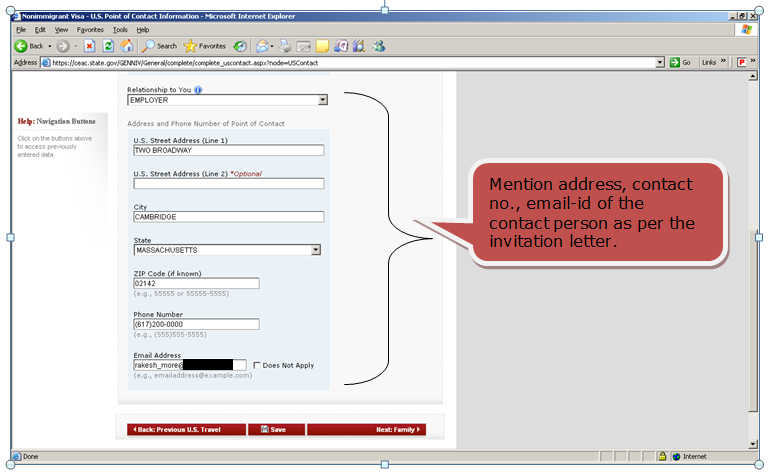 Nonimmigrant Visa - U.S. Point of Contact Information - Microsoft Internet Explorer
File Edit View Favorites Tools Help
Back Search Favorites
Address https://ceac.state.gov/GENNIV/General/complete/complete_uscontact.aspx?node=USContact Go Links »
Relationship to You
EMPLOYER
Help: Navigation Buttons
Click on the buttons above
to access previously
entered data.
Address and Phone Number of Point of Contact
U.S. Street Address (Line 1)
TWO BROADWAY
U.S. Street Address (Line 2) *Optional
City
CAMBRIDGE
State
MASSACHUSETTS
ZIP Code (if known)
02142
(e.g., 55555 or 55555-5555)
Phone Number
(617)200-0000
(e.g., (555)555-5555)
Email Address
rakesh_more@
Does Not Apply
(e.g., emailaddress@example.com)
Mention address, contact
no., email-id of the
contact person as per the
invitation letter.
Back: Previous U.S. Travel Save Next: Family
Done Internet